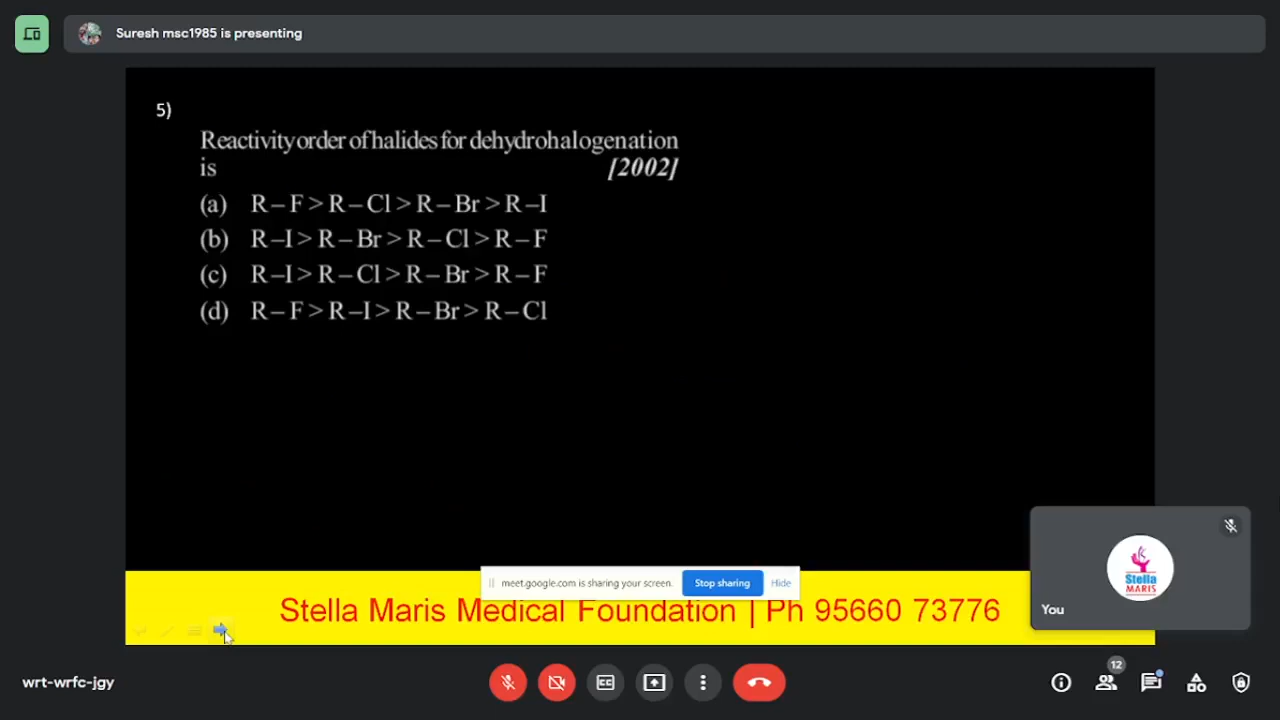 Suresh msc1985 is presenting
5)
Reactivity order of halides for dehydrohalogenation
is [2002]
(a) R – F > R – Cl > R – Br > R – I
(b) R – I > R – Br > R – Cl > R – F
(c) R – I > R – Cl > R – Br > R – F
(d) R – F > R – I > R – Br > R – Cl
meet.google.com is sharing your screen. Stop sharing Hide
Stella Maris Medical Foundation | Ph 95660 73776
Stella
MARIS
You
wrt-wrfc-jgy
CC
12